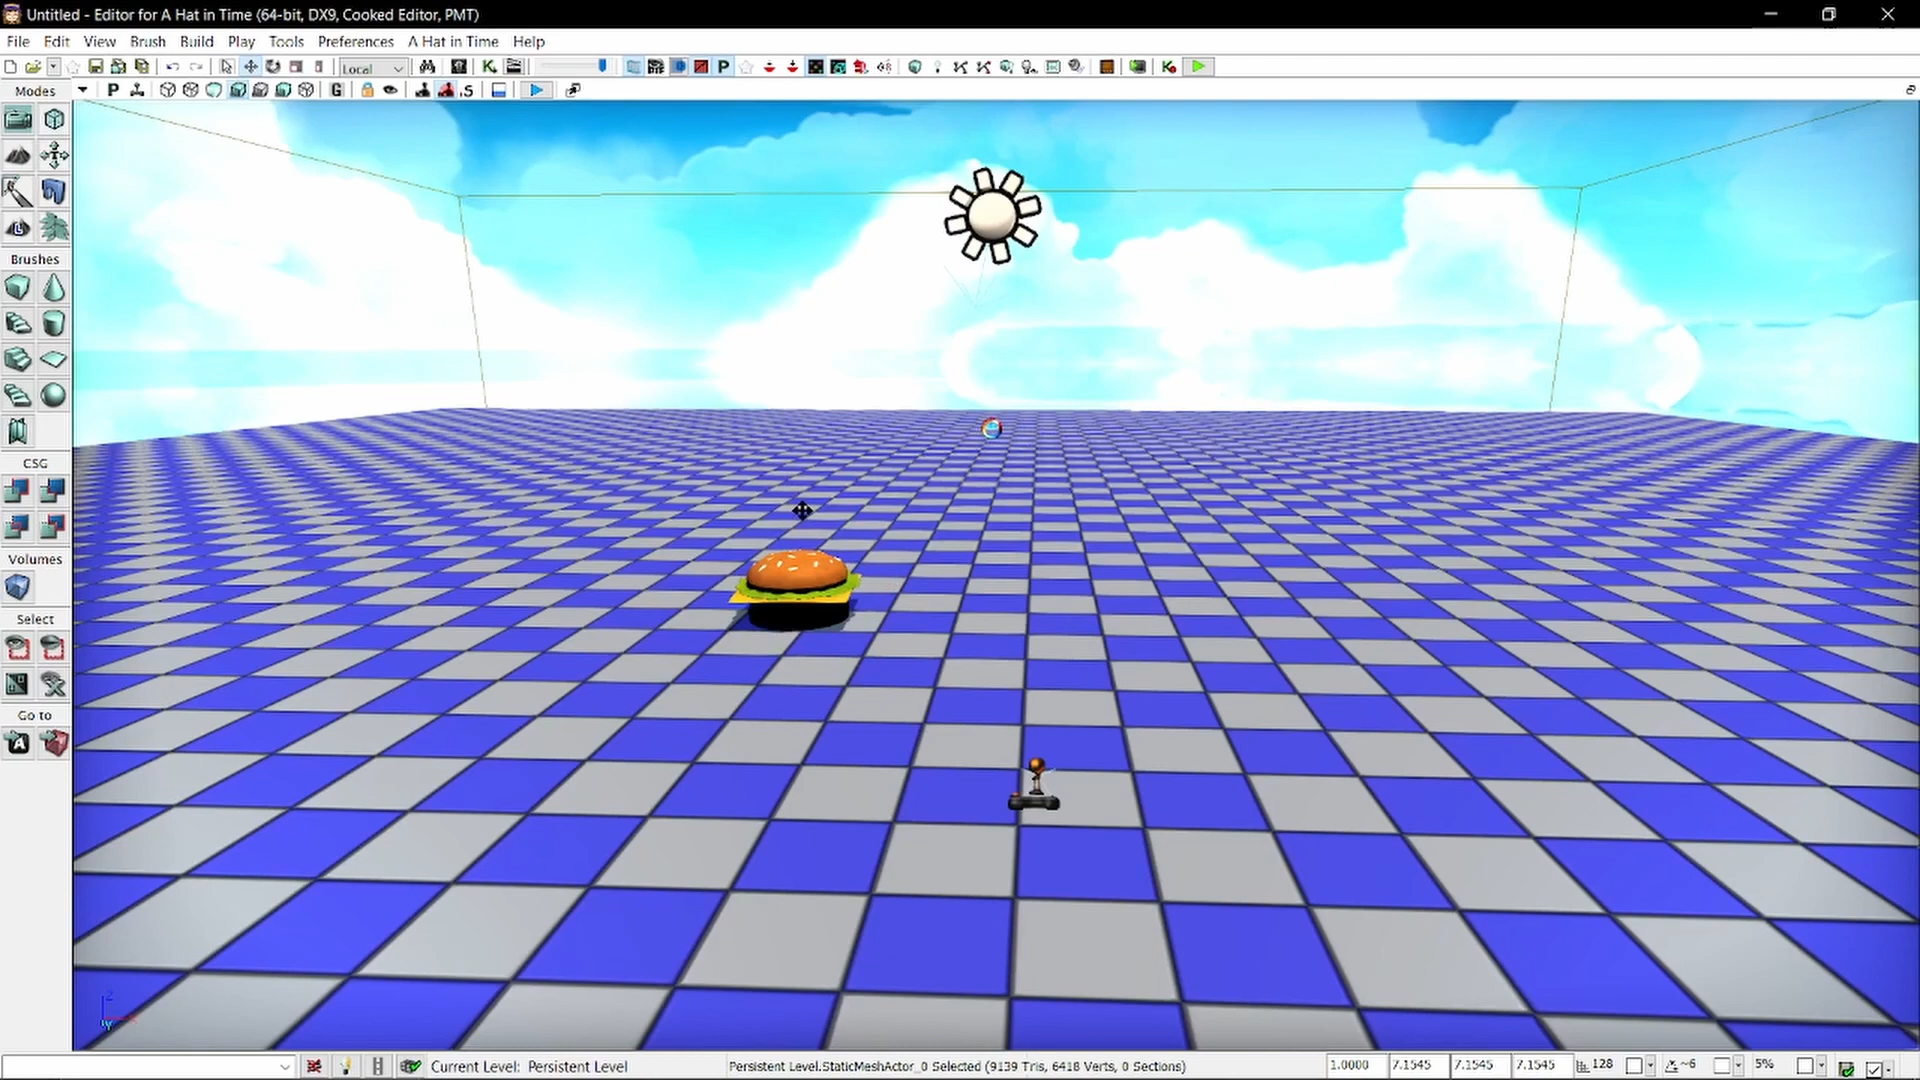 Untitled - Editor for A Hat in Time (64-bit, DX9, Cooked Editor, PMT)
File Edit View Brush Build Play Tools Preferences A Hat in Time Help
Local
Modes
P
G
.S
Brushes
CSG
Volumes
Select
Go to
Current Level: Persistent Level
Persistent Level.StaticMeshActor_0 Selected (9139 Tris, 6418 Verts, 0 Sections)
1.0000 7.1545 7.1545 7.1545 128 ~6 5%